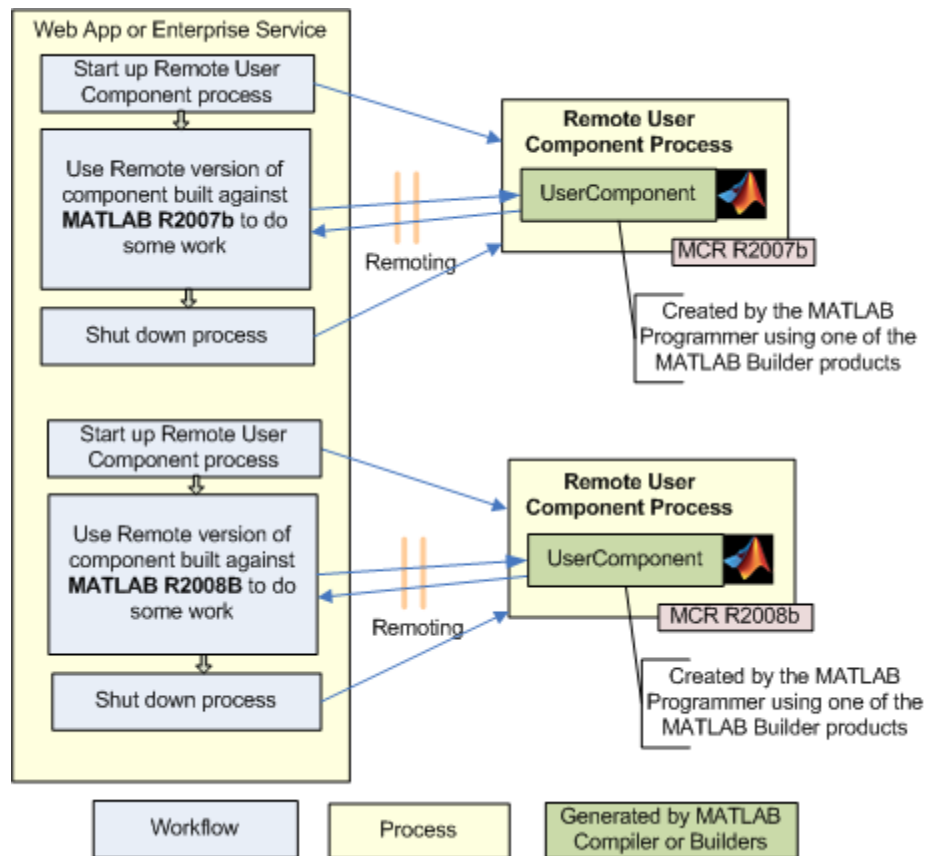 Web App or Enterprise Service
Start up Remote User
Component process
Use Remote version of
component built against
MATLAB R2007b to do
some work
Shut down process
Remoting
Remote User
Component Process
UserComponent
MCR R2007b
Created by the MATLAB
Programmer using one of the
MATLAB Builder products
Start up Remote User
Component process
Use Remote version of
component built against
MATLAB R2008B to do
some work
Shut down process
Remoting
Remote User
Component Process
UserComponent
MCR R2008b
Created by the MATLAB
Programmer using one of the
MATLAB Builder products
Workflow
Process
Generated by MATLAB
Compiler or Builders